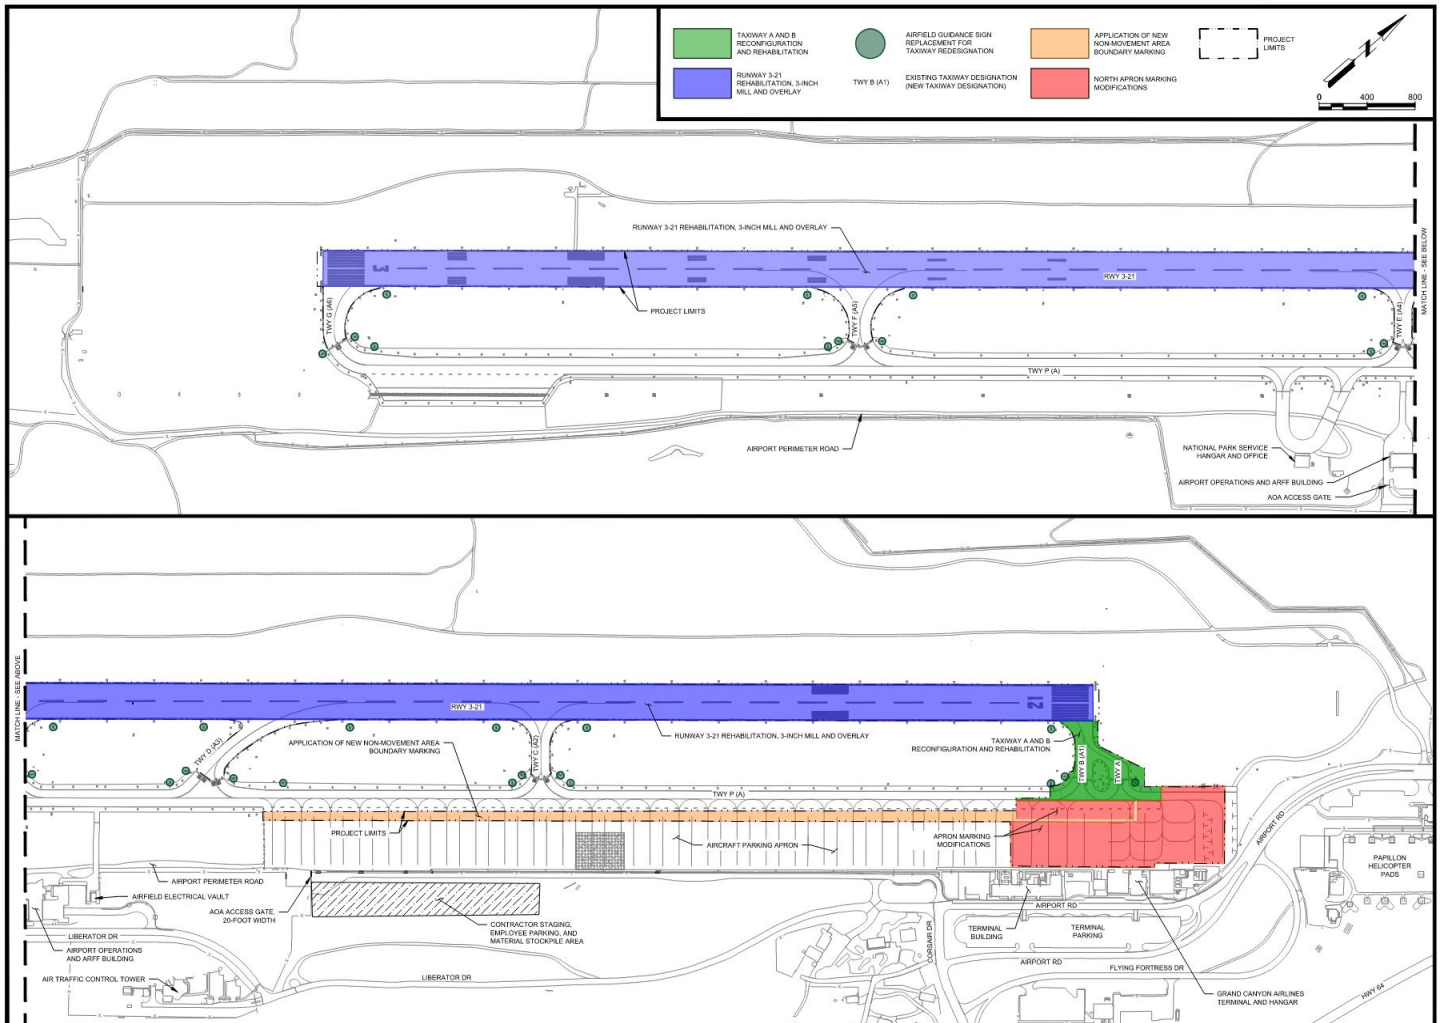 TAXIWAY A AND B
RECONFIGURATION
AND REHABILITATION
RUNWAY 3-21
REHABILITATION, 3-INCH
MILL AND OVERLAY
AIRFIELD GUIDANCE SIGN
REPLACEMENT FOR
TAXIWAY REDESIGNATION
TWY B (A1)
EXISTING TAXIWAY DESIGNATION
(NEW TAXIWAY DESIGNATION)
APPLICATION OF NEW
NON-MOVEMENT AREA
BOUNDARY MARKING
NORTH APRON MARKING
MODIFICATIONS
PROJECT
LIMITS
0 400 800
RUNWAY 3-21 REHABILITATION, 3-INCH MILL AND OVERLAY
3
RWY 3-21
MATCH LINE - SEE BELOW
PROJECT LIMITS
TWY G (A6)
TWY F (A5)
TWY E (A4)
TWY P (A)
AIRPORT PERIMETER ROAD
NATIONAL PARK SERVICE
HANGAR AND OFFICE
AIRPORT OPERATIONS AND ARFF BUILDING
AOA ACCESS GATE
MATCH LINE - SEE ABOVE
RWY 3-21
21
RUNWAY 3-21 REHABILITATION, 3-INCH MILL AND OVERLAY
APPLICATION OF NEW NON-MOVEMENT AREA
BOUNDARY MARKING
TWY D (A3)
TWY C (A2)
TAXIWAY A AND B
RECONFIGURATION AND REHABILITATION
TWY B (A1)
TWY A
TWY P (A)
PROJECT LIMITS
AIRCRAFT PARKING APRON
APRON MARKING
MODIFICATIONS
AIRPORT RD
AIRPORT PERIMETER ROAD
AIRFIELD ELECTRICAL VAULT
AOA ACCESS GATE,
20-FOOT WIDTH
CONTRACTOR STAGING,
EMPLOYEE PARKING, AND
MATERIAL STOCKPILE AREA
LIBERATOR DR
AIRPORT OPERATIONS
AND ARFF BUILDING
AIR TRAFFIC CONTROL TOWER
LIBERATOR DR
CORSAIR DR
AIRPORT RD
TERMINAL
BUILDING
TERMINAL
PARKING
AIRPORT RD
FLYING FORTRESS DR
GRAND CANYON AIRLINES
TERMINAL AND HANGAR
PAPILLON
HELICOPTER
PADS
HWY 64